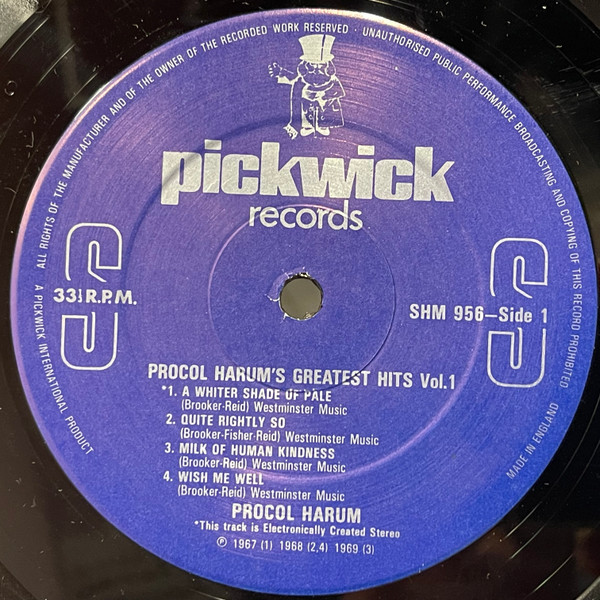 ALL RIGHTS OF THE MANUFACTURER AND OF THE OWNER OF THE RECORDED WORK RESERVED · UNAUTHORISED PUBLIC PERFORMANCE BROADCASTING AND COPYING OF THIS RECORD PROHIBITED
pickwick
records
33⅓ R.P.M.
SHM 956—Side 1
PROCOL HARUM'S GREATEST HITS Vol.1
*1. A WHITER SHADE OF PALE
(Brooker-Reid) Westminster Music
2. QUITE RIGHTLY SO
(Brooker-Fisher-Reid) Westminster Music
3. MILK OF HUMAN KINDNESS
(Brooker-Reid) Westminster Music
4. WISH ME WELL
(Brooker-Reid) Westminster Music
PROCOL HARUM
*This track is Electronically Created Stereo
℗ 1967 (1) 1968 (2,4) 1969 (3)
A PICKWICK INTERNATIONAL PRODUCT
MADE IN ENGLAND